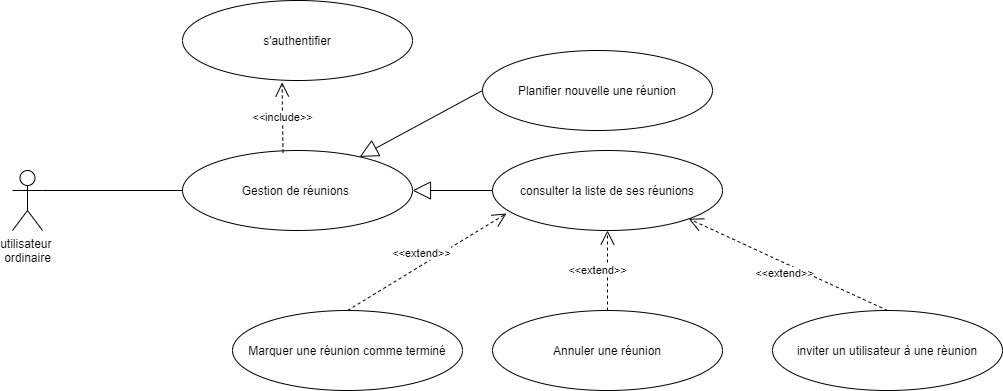 s'authentifier
Planifier nouvelle une réunion
<<include>>
Gestion de réunions
consulter la liste de ses réunions
utilisateur
ordinaire
<<extend>>
<<extend>>
<<extend>>
Marquer une réunion comme terminé
Annuler une réunion
inviter un utilisateur à une rèunion